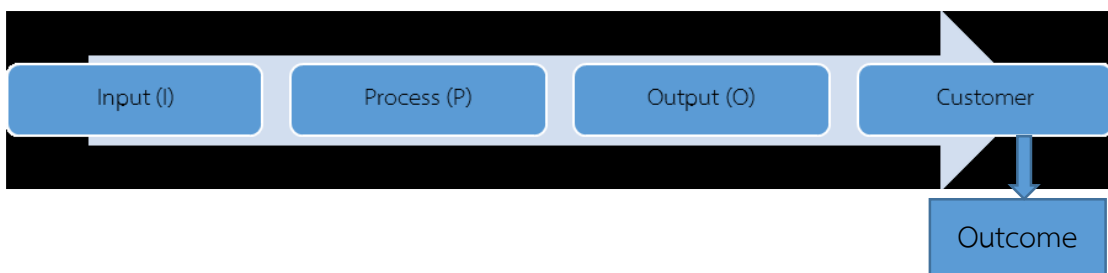 Input (I)
Process (P)
Output (O)
Customer
Outcome